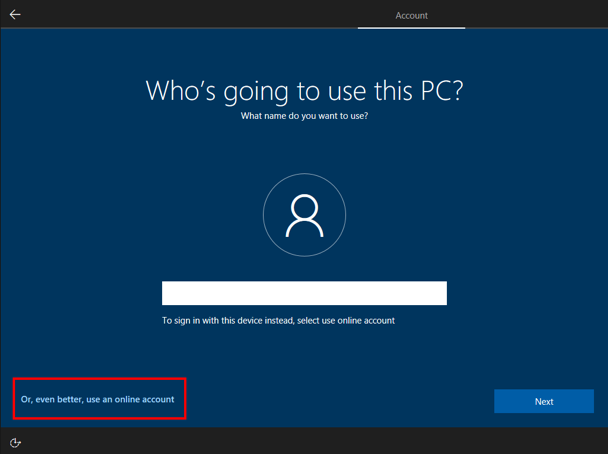 Account
Who's going to use this PC?
What name do you want to use?
To sign in with this device instead, select use online account
Or, even better, use an online account
Next